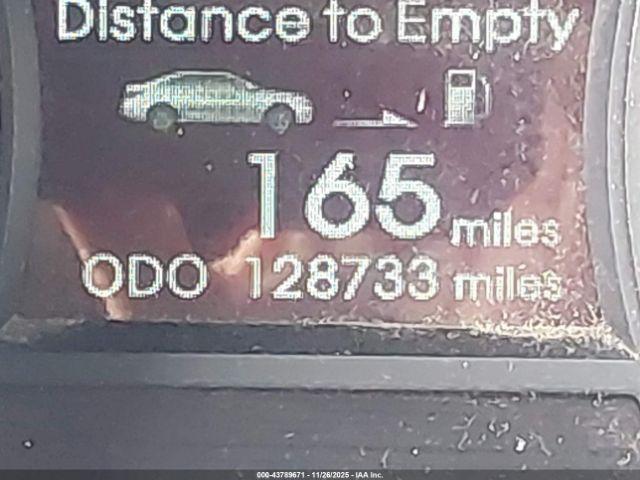 Distance to Empty
165 miles
ODO 128733 miles
000-43789671 - 11/26/2025 - IAA Inc.